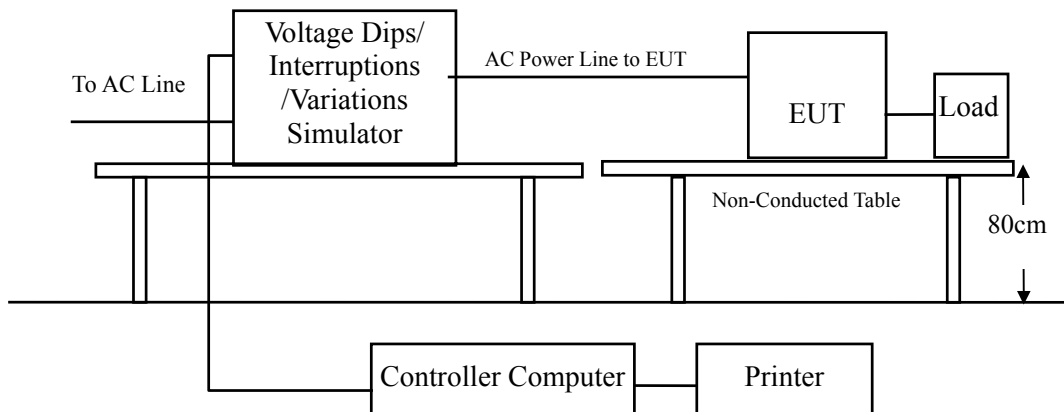 Voltage Dips/
Interruptions
/Variations
Simulator
To AC Line
AC Power Line to EUT
EUT
Load
Non-Conducted Table
80cm
Controller Computer
Printer